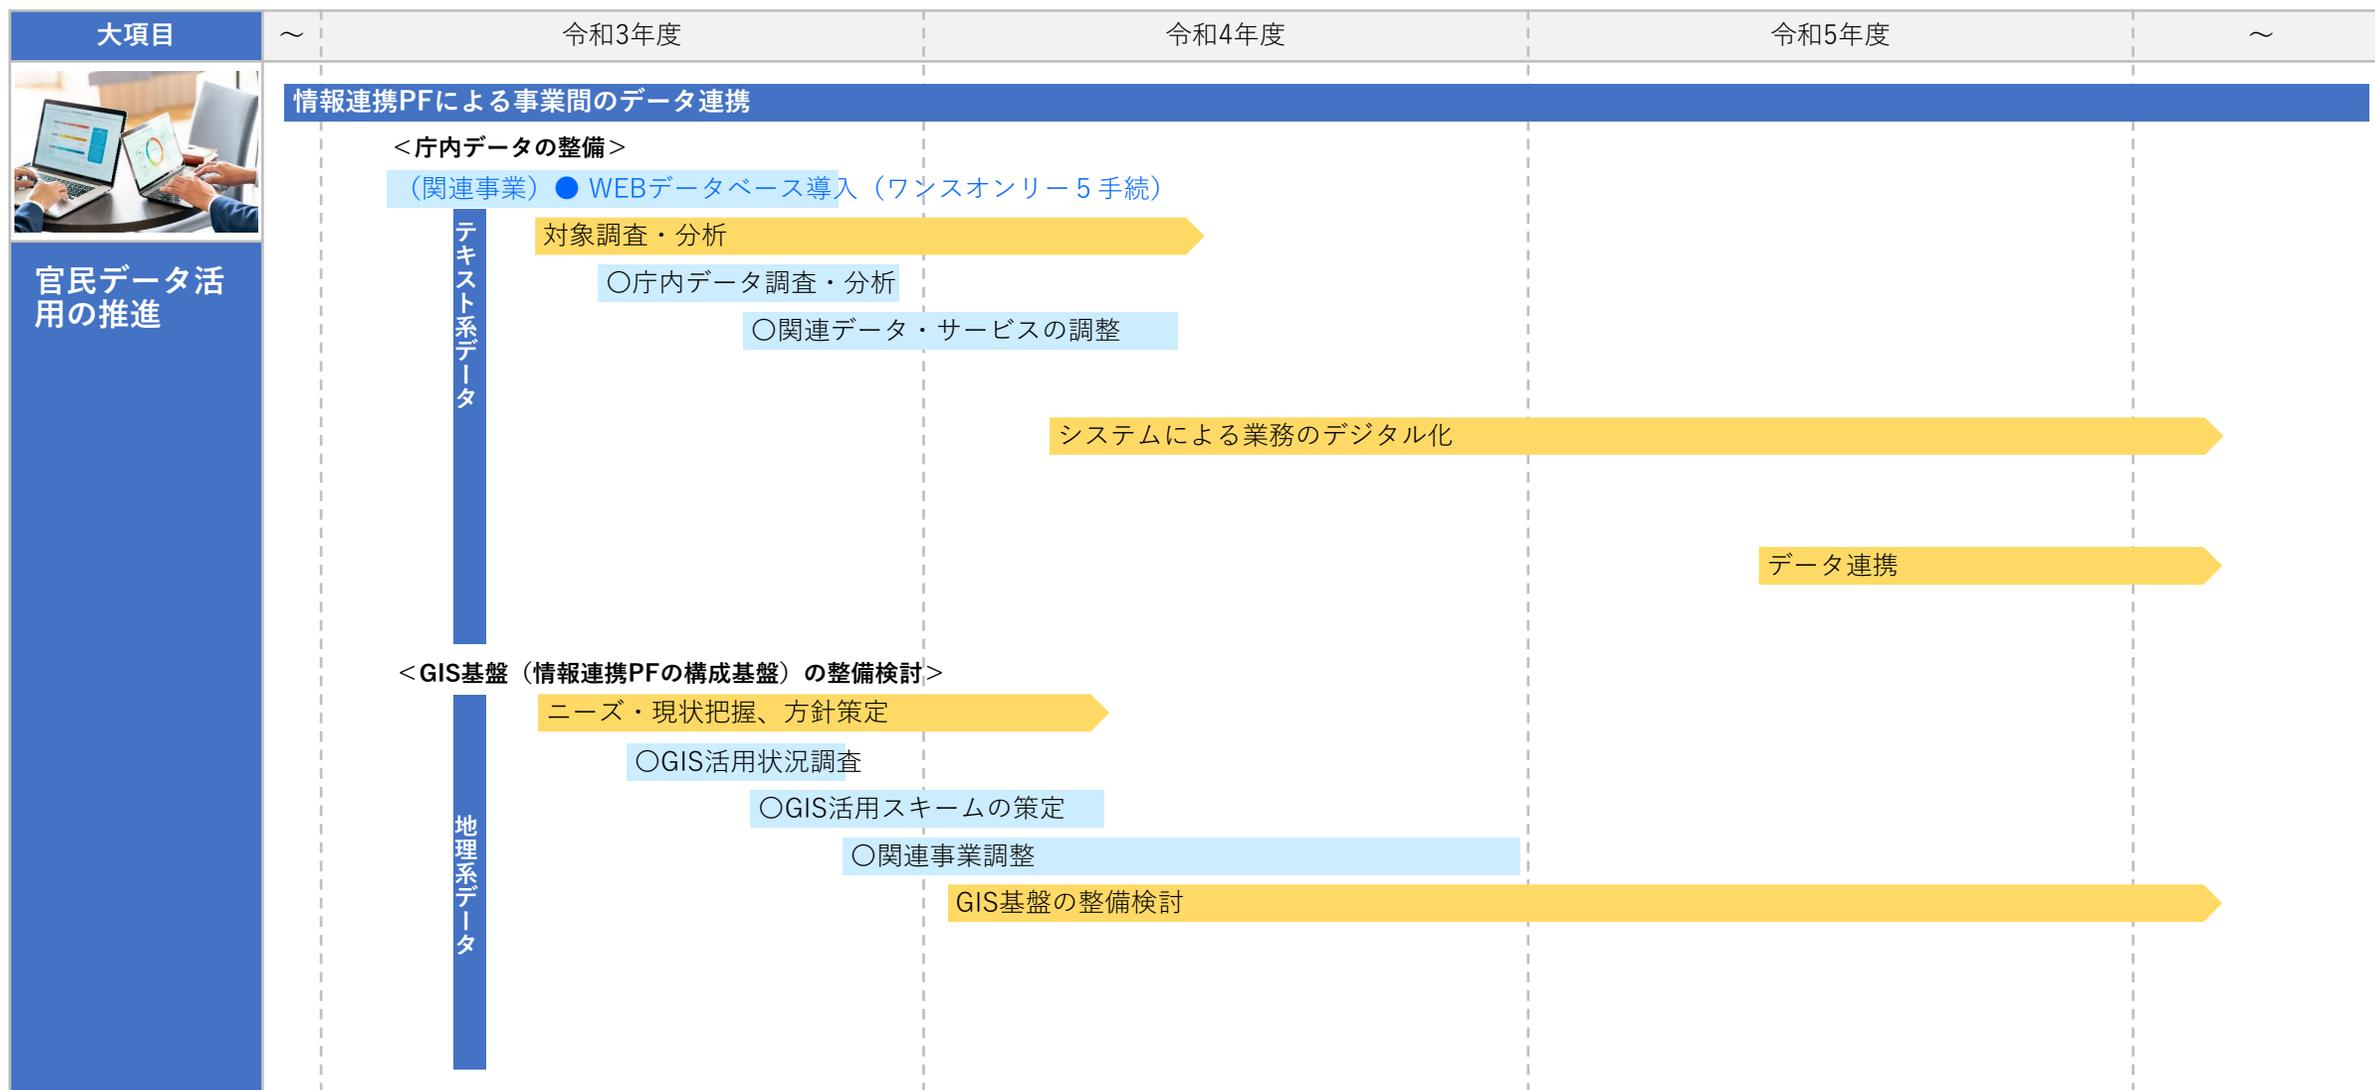 大項目
～
令和3年度
令和4年度
令和5年度
～
情報連携PFによる事業間のデータ連携
＜庁内データの整備＞
（関連事業）● WEBデータベース導入（ワンスオンリー５手続）
テキスト系データ
対象調査・分析
〇庁内データ調査・分析
官民データ活
用の推進
〇関連データ・サービスの調整
システムによる業務のデジタル化
データ連携
＜GIS基盤（情報連携PFの構成基盤）の整備検討＞
地理系データ
ニーズ・現状把握、方針策定
〇GIS活用状況調査
〇GIS活用スキームの策定
〇関連事業調整
GIS基盤の整備検討